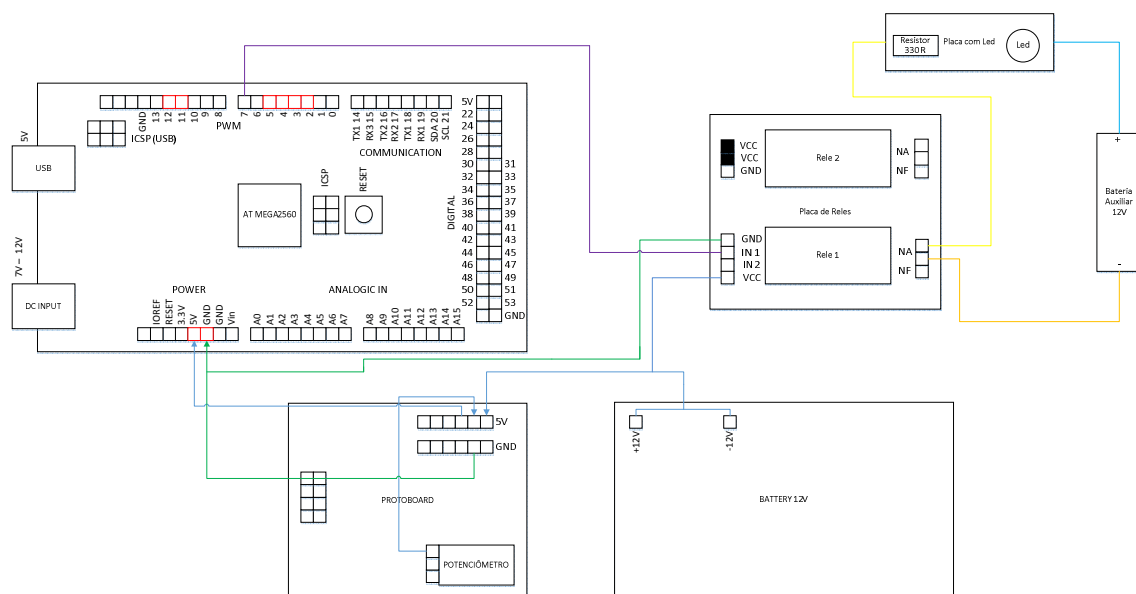 Resistor
330R
Placa com Led
Led
5V
USB
7V – 12V
DC INPUT
GND
13
12
11
10
9
8
7
6
5
4
3
2
1
0
PWM
ICSP (USB)
TX1 14
RX3 15
TX2 16
RX2 17
TX1 18
RX1 19
SDA 20
SCL 21
COMMUNICATION
5V
22
24
26
28
30
31
32
33
34
35
36
37
38
39
40
41
42
43
44
45
46
47
48
49
50
51
52
53
GND
DIGITAL
AT MEGA2560
ICSP
RESET
POWER
IOREF
RESET
3.3V
5V
GND
GND
Vin
ANALOGIC IN
A0
A1
A2
A3
A4
A5
A6
A7
A8
A9
A10
A11
A12
A13
A14
A15
VCC
VCC
GND
Rele 2
NA
NF
Placa de Reles
GND
IN 1
IN 2
VCC
Rele 1
NA
NF
+
Bateria
Auxiliar
12V
-
5V
GND
PROTOBOARD
POTENCIÔMETRO
+12V
-12V
BATTERY 12V